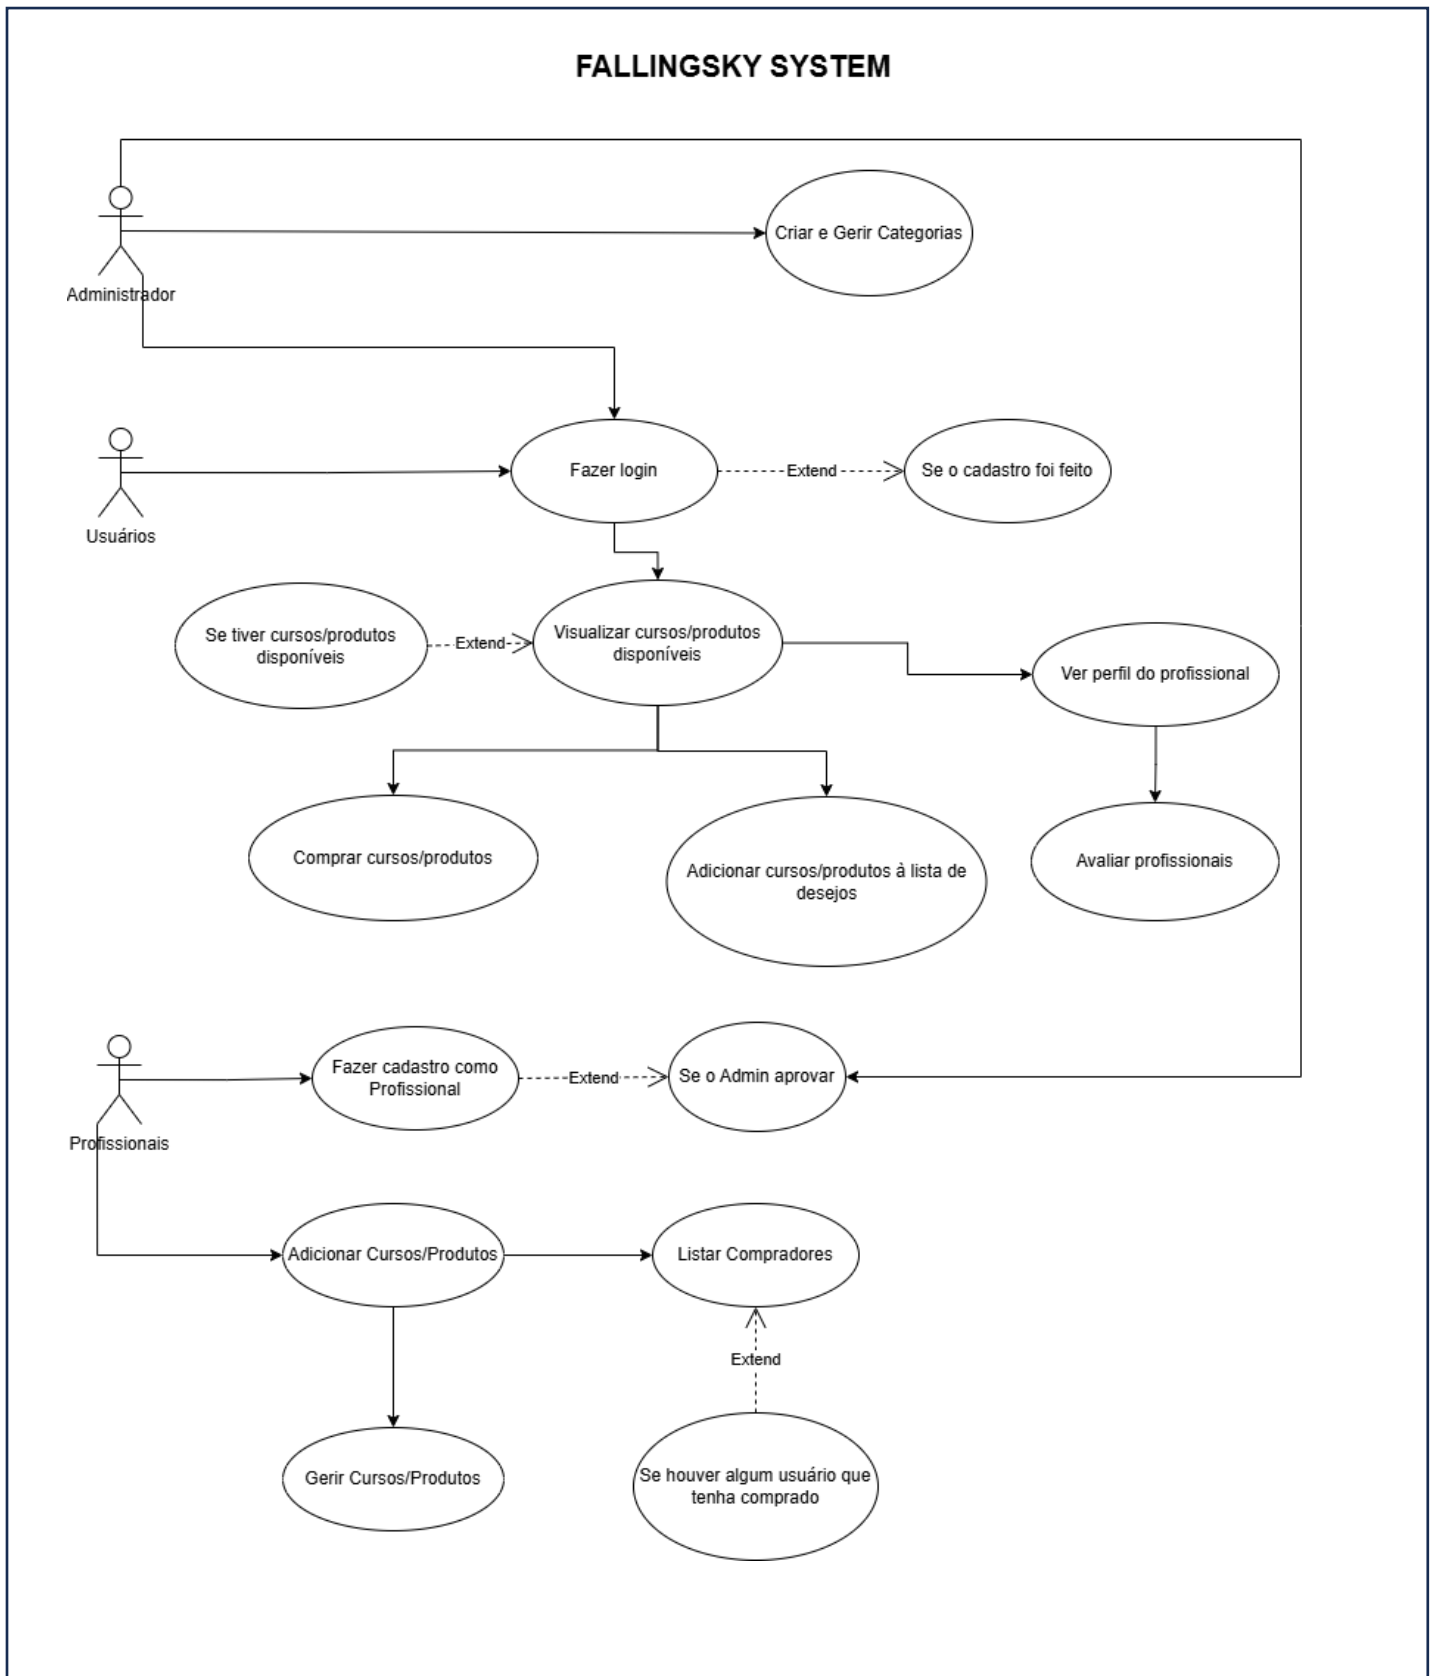 FALLINGSKY SYSTEM
Criar e Gerir Categorias
Administrador
Fazer login
Extend
Se o cadastro foi feito
Usuários
Se tiver cursos/produtos
disponíveis
Extend
Visualizar cursos/produtos
disponíveis
Ver perfil do profissional
Comprar cursos/produtos
Adicionar cursos/produtos à lista de
desejos
Avaliar profissionais
Fazer cadastro como
Profissional
Extend
Se o Admin aprovar
Profissionais
Adicionar Cursos/Produtos
Listar Compradores
Extend
Gerir Cursos/Produtos
Se houver algum usuário que
tenha comprado